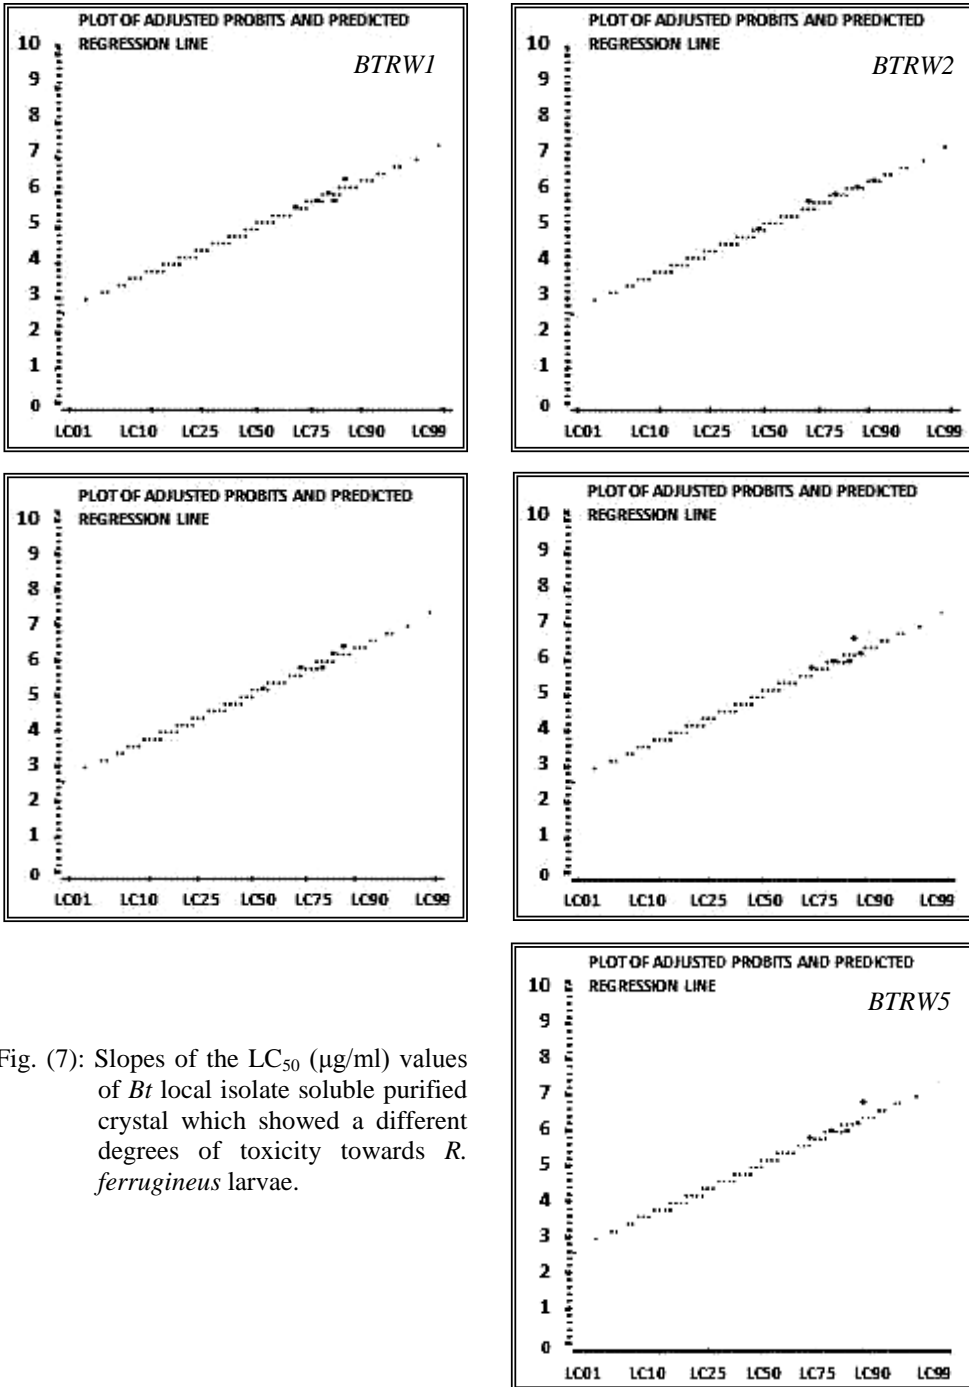 PLOT OF ADJUSTED PROBITS AND PREDICTED
REGRESSION LINE
BTRW1
10
9
8
7
6
5
4
3
2
1
0
LC01 LC10 LC25 LC50 LC75 LC90 LC99
PLOT OF ADJUSTED PROBITS AND PREDICTED
REGRESSION LINE
BTRW2
10
9
8
7
6
5
4
3
2
1
0
LC01 LC10 LC25 LC50 LC75 LC90 LC99
PLOT OF ADJUSTED PROBITS AND PREDICTED
REGRESSION LINE
10
9
8
7
6
5
4
3
2
1
0
LC01 LC10 LC25 LC50 LC75 LC90 LC99
PLOT OF ADJUSTED PROBITS AND PREDICTED
REGRESSION LINE
10
9
8
7
6
5
4
3
2
1
0
LC01 LC10 LC25 LC50 LC75 LC90 LC99
PLOT OF ADJUSTED PROBITS AND PREDICTED
REGRESSION LINE
BTRW5
10
9
8
7
6
5
4
3
2
1
0
LC01 LC10 LC25 LC50 LC75 LC90 LC99
Fig. (7): Slopes of the LC50 (µg/ml) values
of Bt local isolate soluble purified
crystal which showed a different
degrees of toxicity towards R.
ferrugineus larvae.